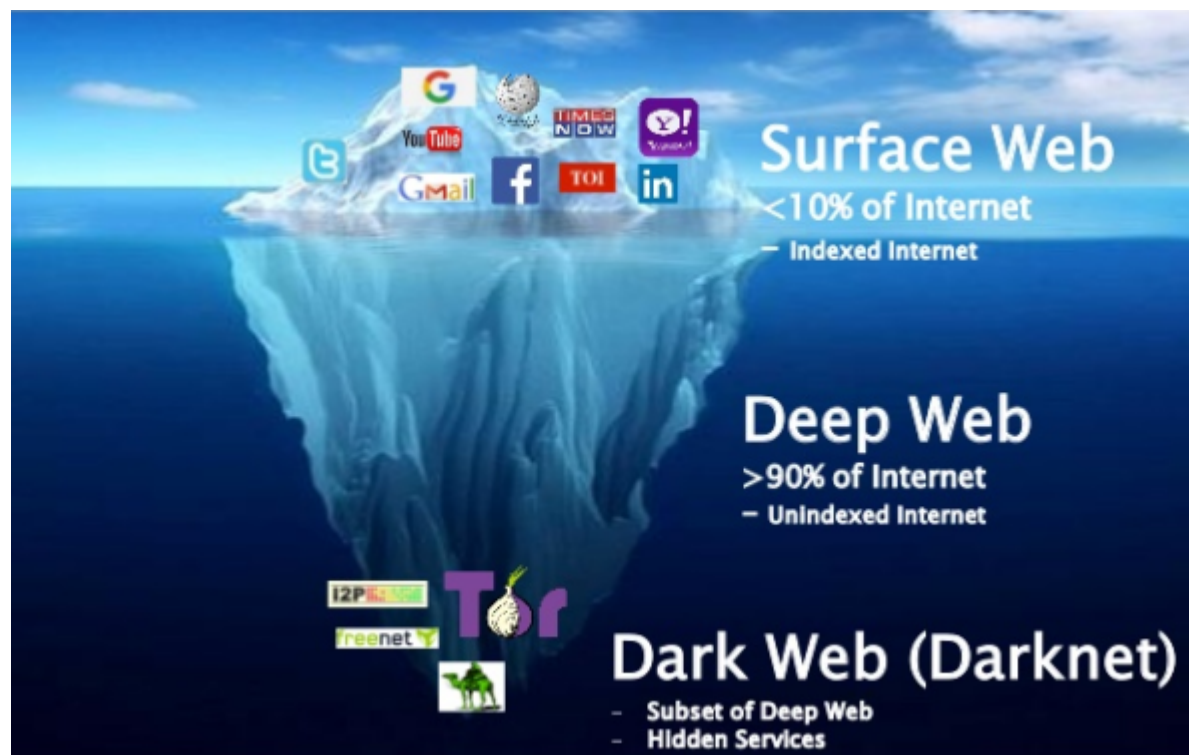 G
YouTube
TIMES
NOW
Y!
Gmail
f
TOI
in
Surface Web
<10% of Internet
– Indexed Internet
Deep Web
>90% of Internet
– Unindexed Internet
I2P
Tor
freenet
Dark Web (Darknet)
– Subset of Deep Web
– Hidden Services